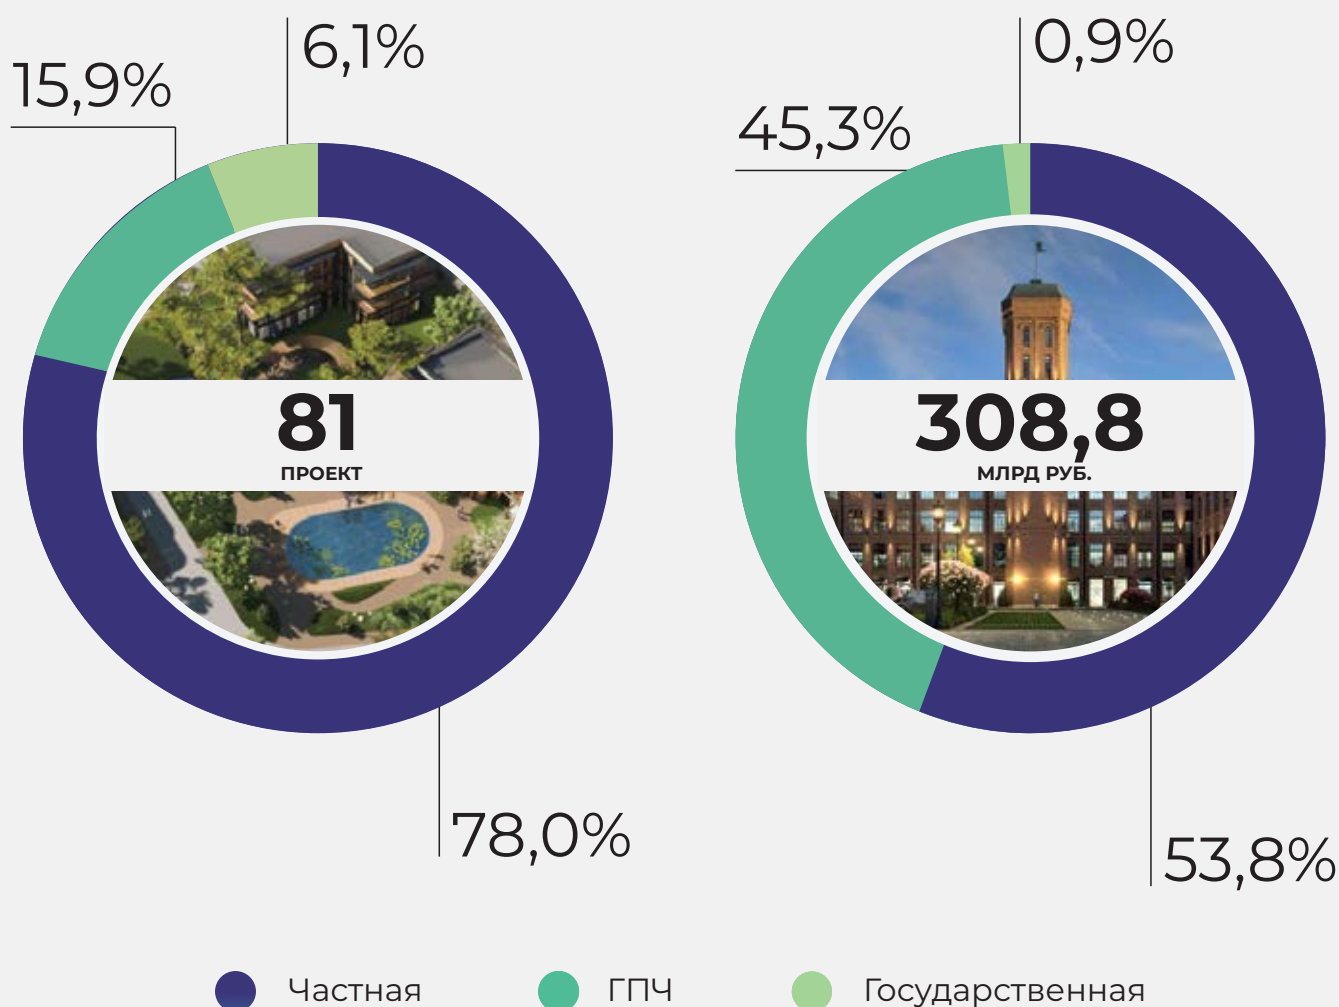 6,1%
15,9%
81
ПРОЕКТ
78,0%
0,9%
45,3%
308,8
МЛРД РУБ.
53,8%
Частная
ГПЧ
Государственная